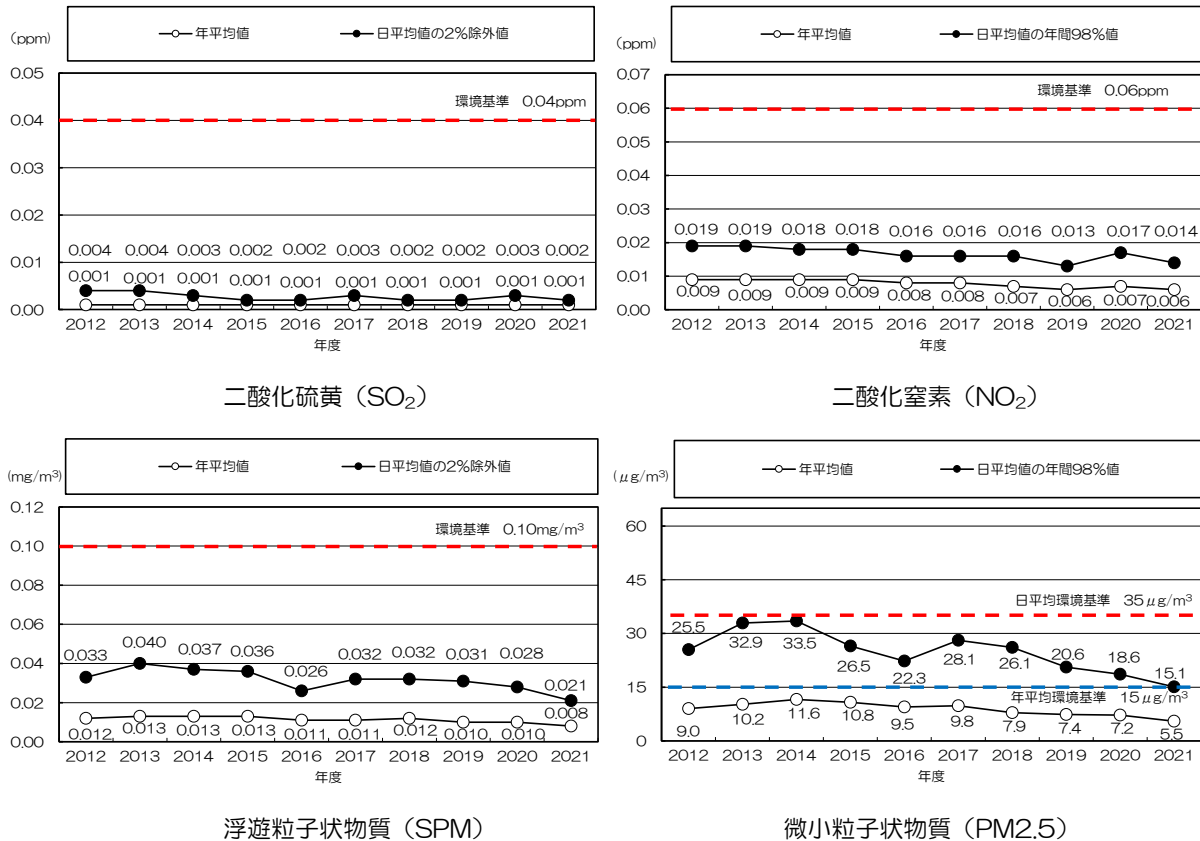 (ppm)
年平均値
日平均値の2%除外値
0.05
0.04
0.03
0.02
0.01
0.00
環境基準 0.04ppm
0.004 0.004 0.003 0.002 0.002 0.003 0.002 0.002 0.003 0.002
0.001 0.001 0.001 0.001 0.001 0.001 0.001 0.001 0.001 0.001
2012 2013 2014 2015 2016 2017 2018 2019 2020 2021
年度
二酸化硫黄（SO₂）
(ppm)
年平均値
日平均値の年間98%値
0.07
0.06
0.05
0.04
0.03
0.02
0.01
0.00
環境基準 0.06ppm
0.019 0.019 0.018 0.018 0.016 0.016 0.016 0.013 0.017 0.014
0.009 0.009 0.009 0.009 0.008 0.008 0.007 0.006 0.007 0.006
2012 2013 2014 2015 2016 2017 2018 2019 2020 2021
年度
二酸化窒素（NO₂）
(mg/m³)
年平均値
日平均値の2%除外値
0.12
0.10
0.08
0.06
0.04
0.02
0.00
環境基準 0.10mg/m³
0.033 0.040 0.037 0.036 0.026 0.032 0.032 0.031 0.028 0.021
0.012 0.013 0.013 0.013 0.011 0.011 0.012 0.010 0.010 0.008
2012 2013 2014 2015 2016 2017 2018 2019 2020 2021
年度
浮遊粒子状物質（SPM）
(μg/m³)
年平均値
日平均値の年間98%値
60
45
30
15
0
日平均環境基準 35μg/m³
25.5 32.9 33.5 26.5 22.3 28.1 26.1 20.6 18.6 15.1
年平均環境基準 15μg/m³
9.0 10.2 11.6 10.8 9.5 9.8 7.9 7.4 7.2 5.5
2012 2013 2014 2015 2016 2017 2018 2019 2020 2021
年度
微小粒子状物質（PM2.5）